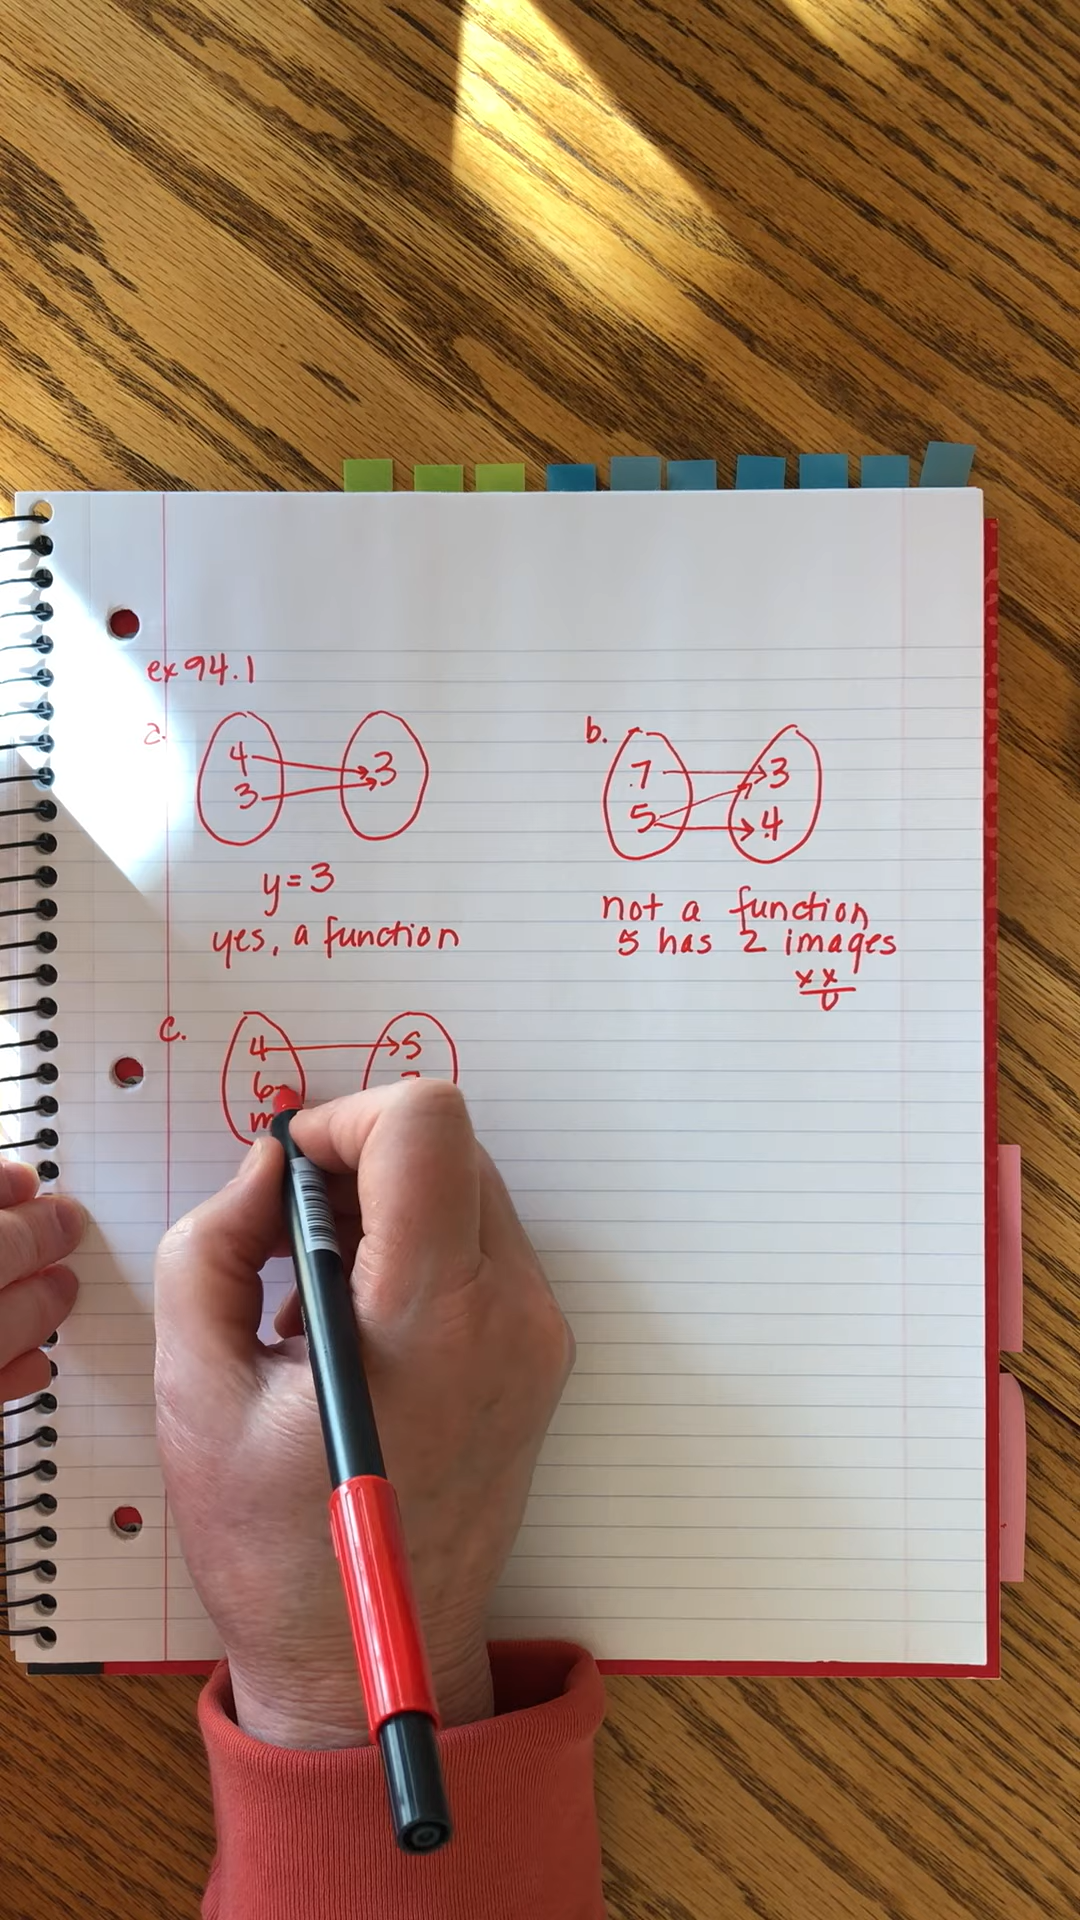 ex 94.1
a.
4 3
3
y=3
yes, a function
b.
7 3
5 4
not a function
5 has 2 images
x x
0
c.
4 5
6
m